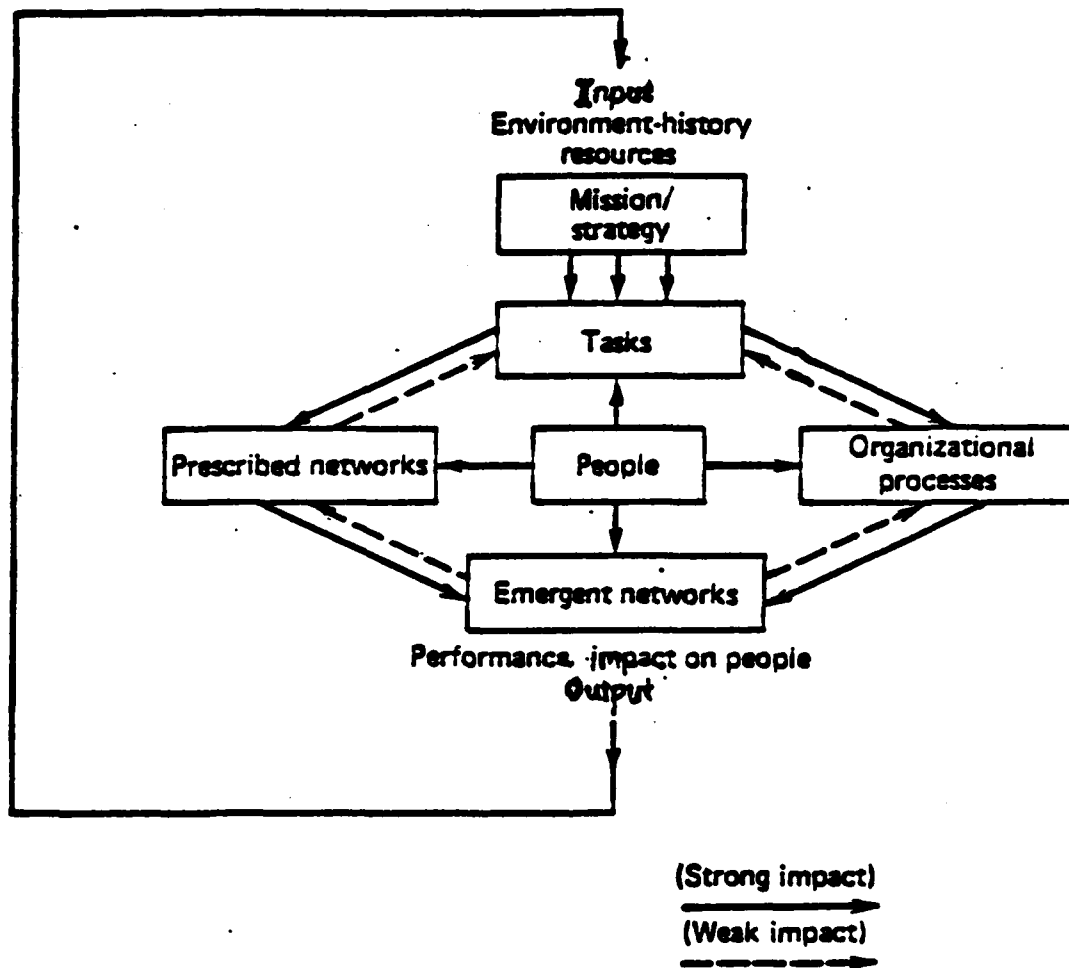 Input
Environment-history
resources
Mission/
strategy
Tasks
Prescribed networks
People
Organizational
processes
Emergent networks
Performance, impact on people
Output
(Strong impact)
(Weak impact)